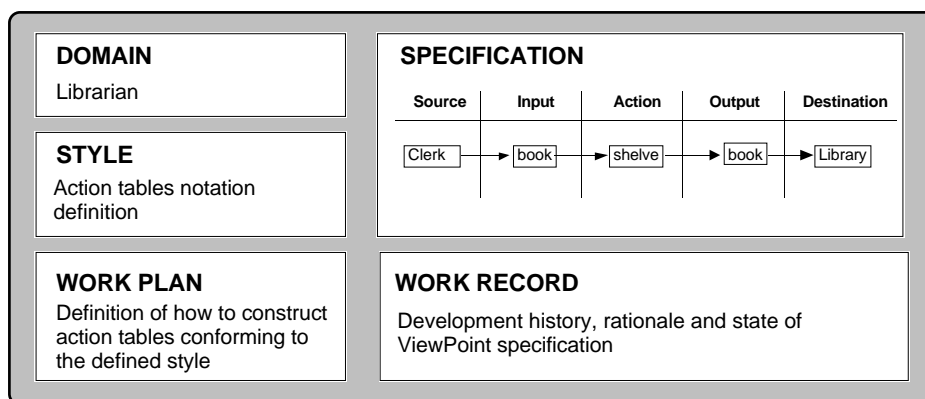 DOMAIN
Librarian
STYLE
Action tables notation
definition
WORK PLAN
Definition of how to construct
action tables conforming to
the defined style
SPECIFICATION
Source Input Action Output Destination
Clerk book shelve book Library
WORK RECORD
Development history, rationale and state of
ViewPoint specification